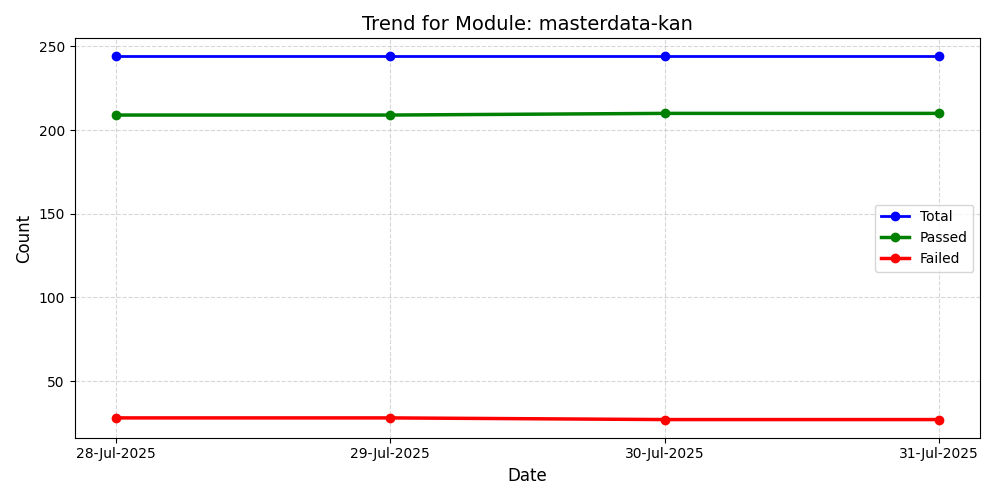 Trend for Module: masterdata-kan
250
200
150
100
50
Count
Total
Passed
Failed
28-Jul-2025 29-Jul-2025 30-Jul-2025 31-Jul-2025
Date